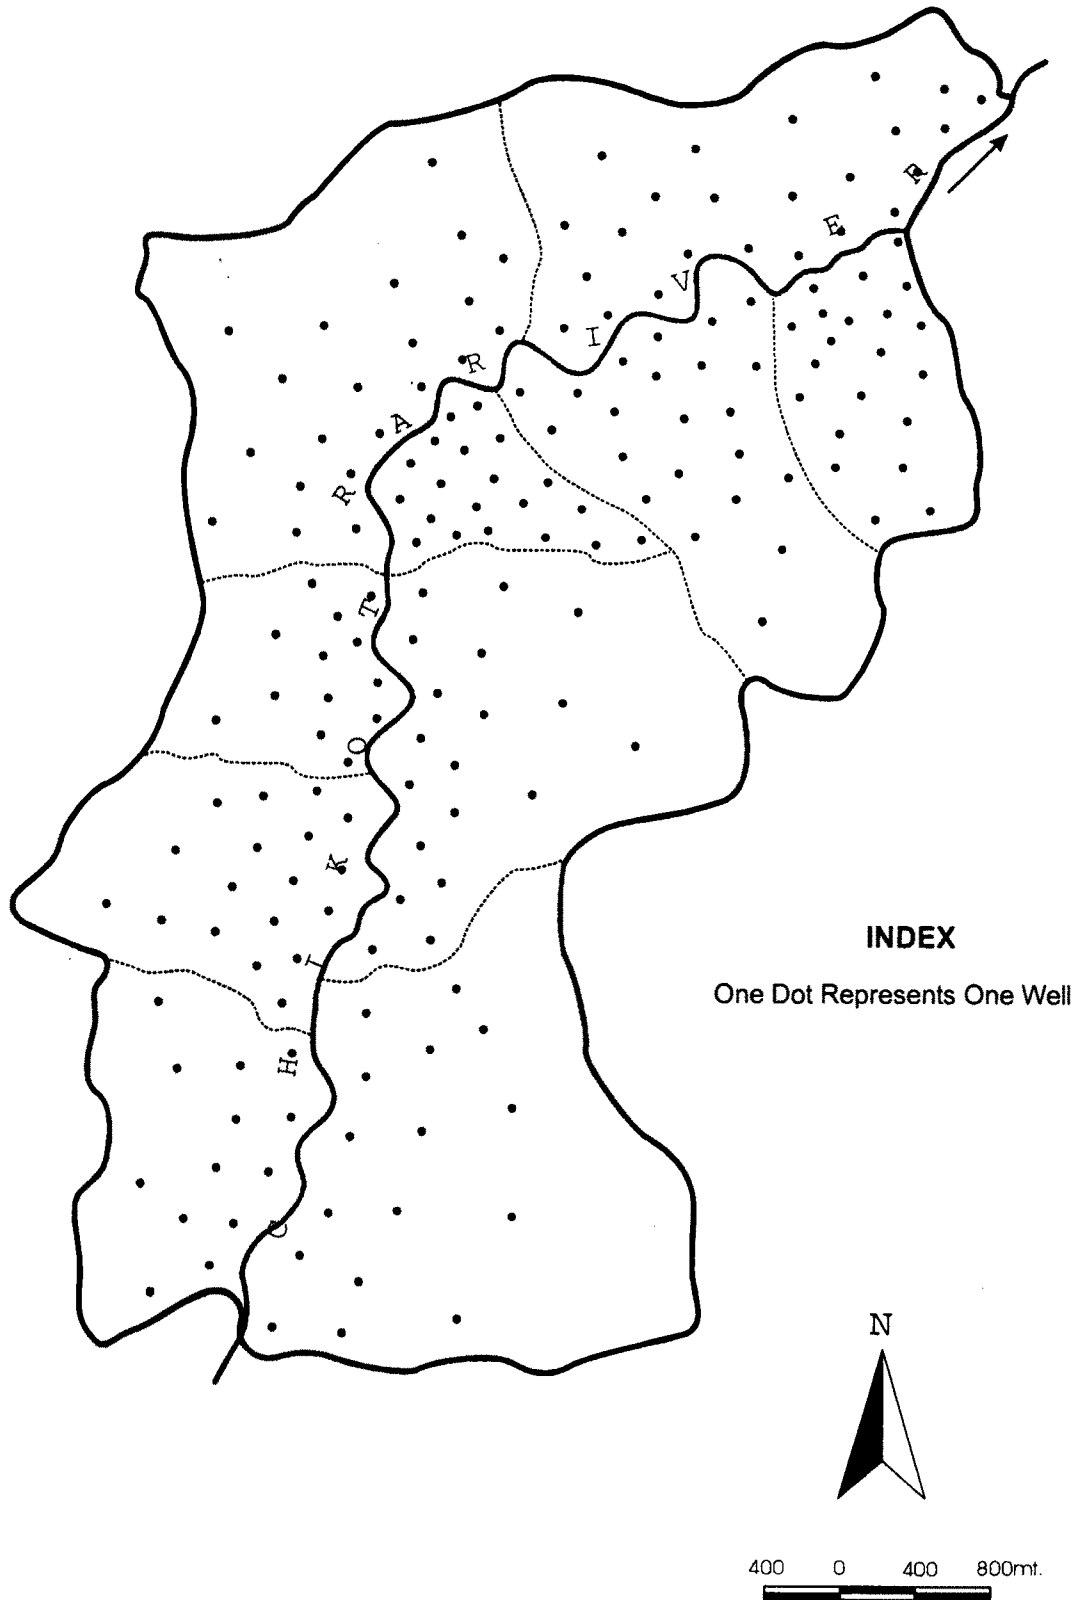 CHIKOTRA RIVER
INDEX
One Dot Represents One Well
N
400 0 400 800mt.